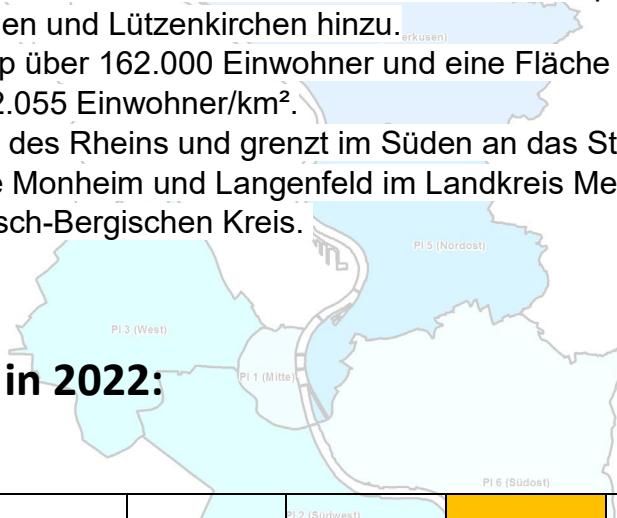 en und Lützenkirchen hinzu.
erkusen)
p über 162.000 Einwohner und eine Fläche
2.055 Einwohner/km².
des Rheins und grenzt im Süden an das St
e Monheim und Langenfeld im Landkreis Me
sch-Bergischen Kreis.
PI 5 (Nordost)
PI 3 (West)
in 2022:
PI 1 (Mitte)
PI 6 (Südost)
PI 2 (Südwest)